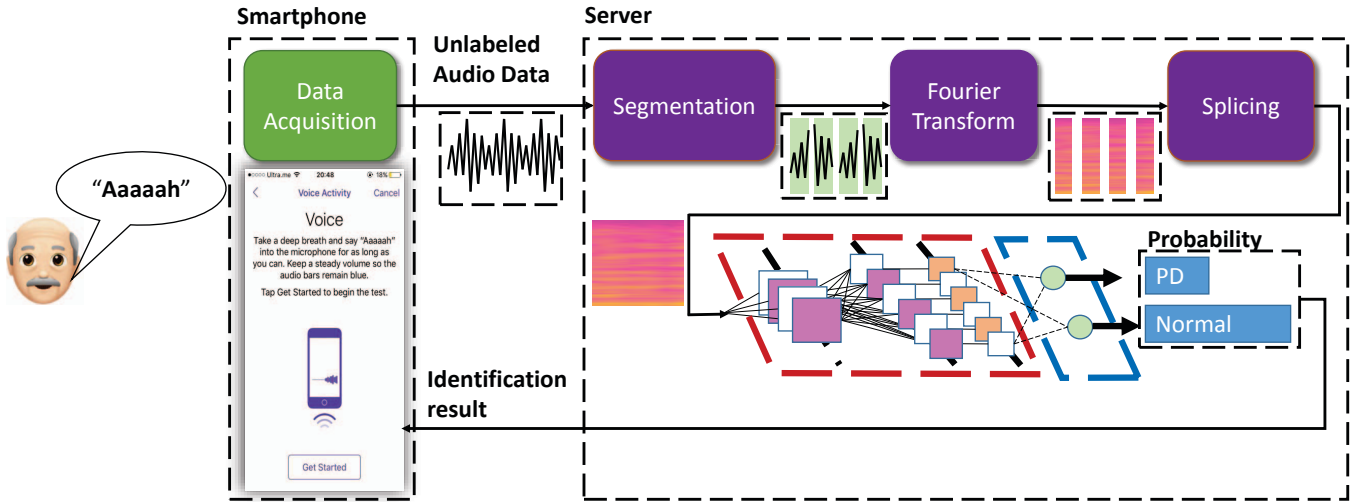 Smartphone
Server
Unlabeled
Audio Data
Data
Acquisition
Segmentation
Fourier
Transform
Splicing
“Aaaaah”
Ultra.me
20:48
18%
Voice Activity
Cancel
Voice
Take a deep breath and say "Aaaaah"
into the microphone for as long as
you can. Keep a steady volume so the
audio bars remain blue.
Tap Get Started to begin the test.
Get Started
Probability
PD
Normal
Identification
result